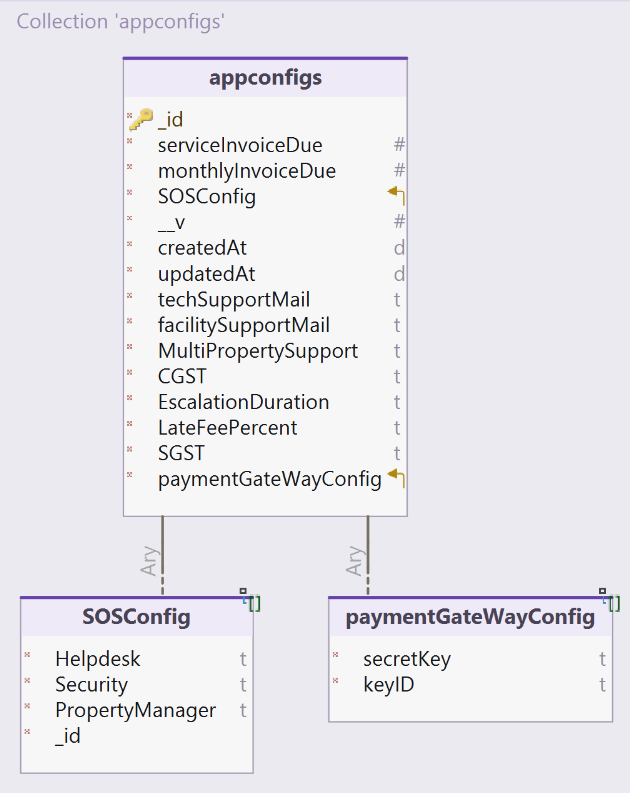 Collection 'appconfigs'
appconfigs
_id
serviceInvoiceDue #
monthlyInvoiceDue #
SOSConfig
__v #
createdAt d
updatedAt d
techSupportMail t
facilitySupportMail t
MultiPropertySupport t
CGST t
EscalationDuration t
LateFeePercent t
SGST t
paymentGateWayConfig
Ary
Ary
SOSConfig []
Helpdesk t
Security t
PropertyManager t
_id
paymentGateWayConfig []
secretKey t
keyID t